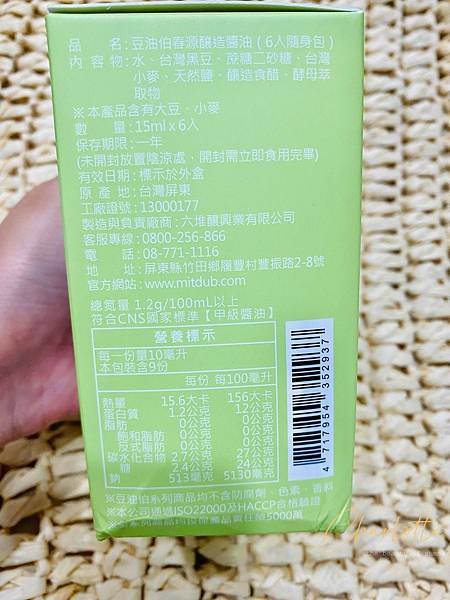 品　　名:豆油伯春源釀造醬油(6人隨身包)
內 容 物:水、台灣黑豆、蔗糖二砂糖、台灣
小麥、天然鹽、釀造食醋、酵母萃
取物
※本產品含有大豆、小麥
數　　量:15ml x 6入
保存期限:一年
(未開封放置陰涼處，開封需立即食用完畢)
有效日期:標示於外盒
原 產 地:台灣屏東
工廠證號:13000177
製造與負責廠商:六堆釀興業有限公司
客服專線:0800-256-866
電　　話:08-771-1116
地　　址:屏東縣竹田鄉履豐村豐振路2-8號
官方網站:www.mitdub.com
總氮量 1.2g/100mL以上
符合CNS國家標準【甲級醬油】
營養標示
每一份量10毫升
本包裝含9份
每份 每100毫升
熱量 15.6大卡 156大卡
蛋白質 1.2公克 12公克
脂肪 0公克 0公克
飽和脂肪 0公克 0公克
反式脂肪 0公克 0公克
碳水化合物 2.7公克 27公克
糖 2.4公克 24公克
鈉 513毫克 5130毫克
4 717954 352937
※豆油伯系列商品均不含防腐劑、色素、香料
※本公司通過ISO22000及HACCP合格驗證